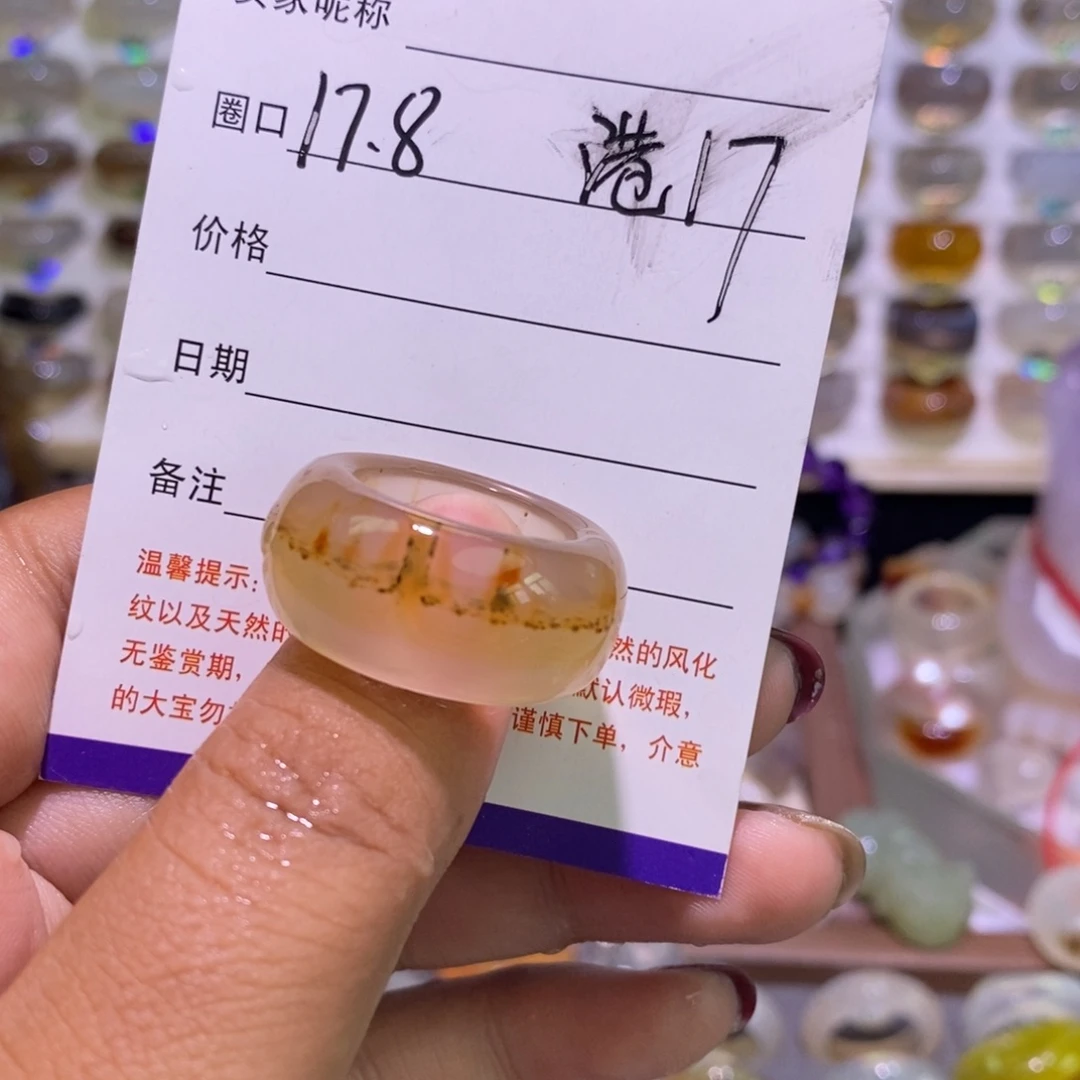 买家昵称
圈口 17.8 港17
价格
日期
备注
温馨提示:
纹以及天然的 然的风化
无鉴赏期, 默认微瑕,
的大宝勿 谨慎下单，介意